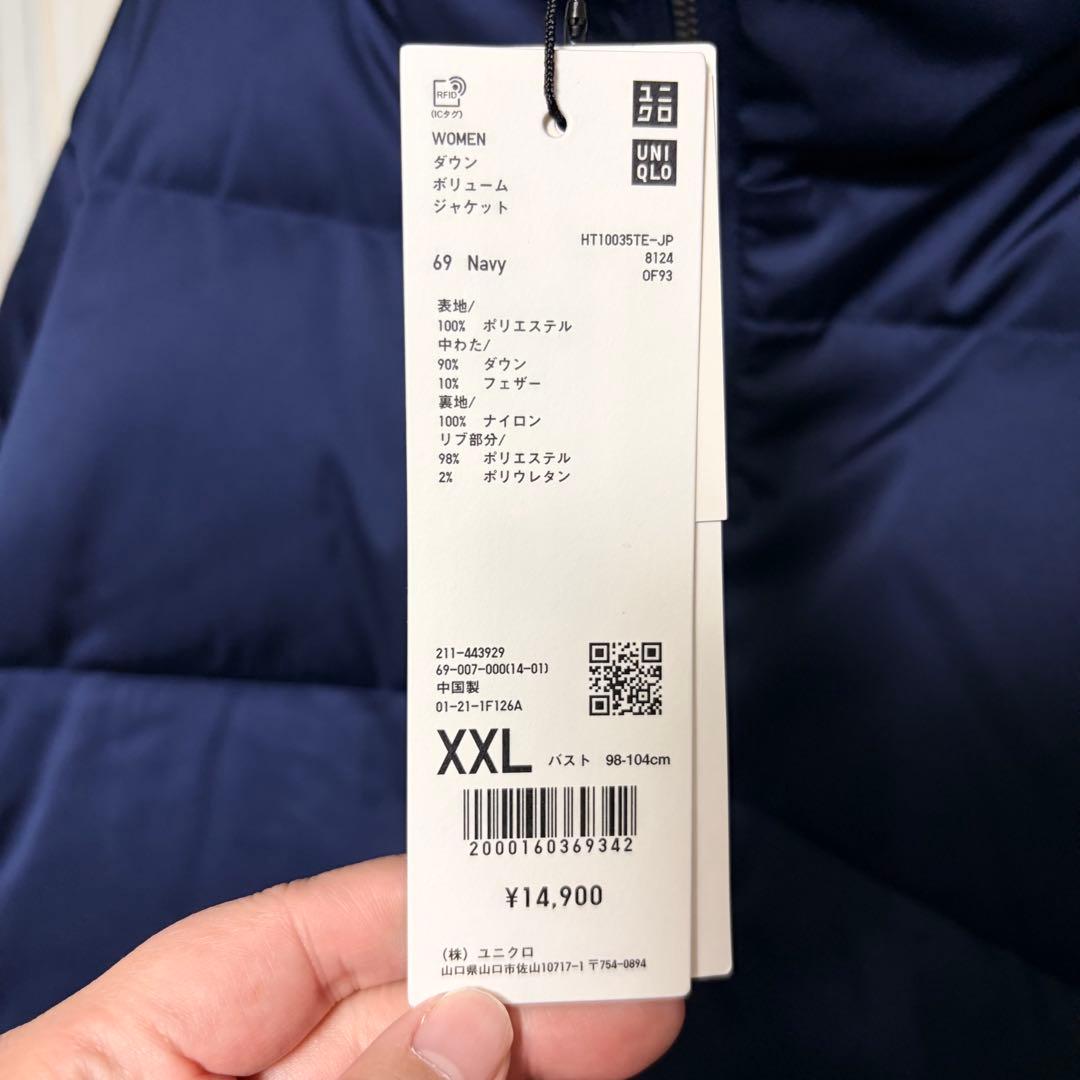 RFID
(ICタグ)
ユニ
クロ
UNI
QLO
WOMEN
ダウン
ボリューム
ジャケット
HT10035TE-JP
8124
OF93
69 Navy
表地/
100% ポリエステル
中わた/
90% ダウン
10% フェザー
裏地/
100% ナイロン
リブ部分/
98% ポリエステル
2% ポリウレタン
211-443929
69-007-000(14-01)
中国製
01-21-1F126A
XXL バスト 98-104cm
2000160369342
¥14,900
(株) ユニクロ
山口県山口市佐山10717-1 〒754-0894